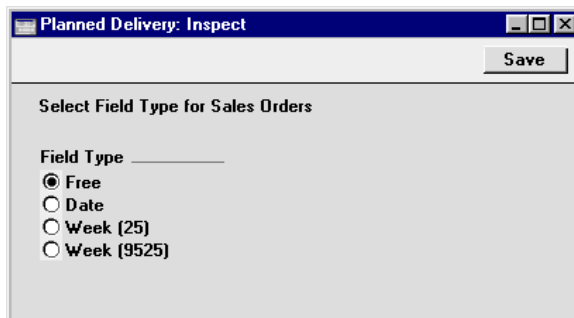 Planned Delivery: Inspect
Save
Select Field Type for Sales Orders
Field Type
Free
Date
Week (25)
Week (9525)